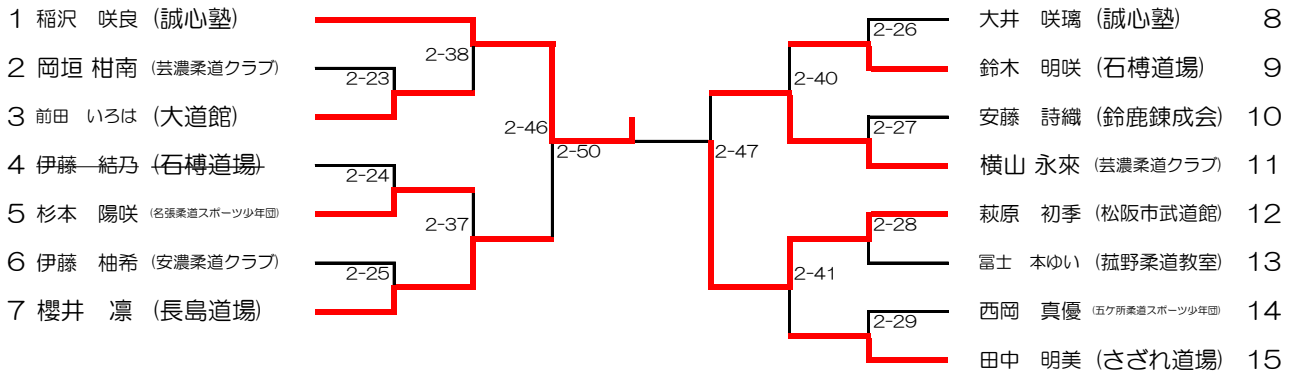 1 稲沢 咲良 (誠心塾)
2 岡垣 柑南 (芸濃柔道クラブ)
3 前田 いろは (大道館)
4 伊藤 結乃 (石榑道場)
5 杉本 陽咲 (名張柔道スポーツ少年団)
6 伊藤 柚希 (安濃柔道クラブ)
7 櫻井 凛 (長島道場)
2-23
2-24
2-25
2-38
2-37
2-46
2-50
2-47
2-40
2-41
2-26
2-27
2-28
2-29
大井 咲璃 (誠心塾) 8
鈴木 明咲 (石榑道場) 9
安藤 詩織 (鈴鹿錬成会) 10
横山 永來 (芸濃柔道クラブ) 11
萩原 初季 (松阪市武道館) 12
冨士 本ゆい (菰野柔道教室) 13
西岡 真優 (五ケ所柔道スポーツ少年団) 14
田中 明美 (さざれ道場) 15